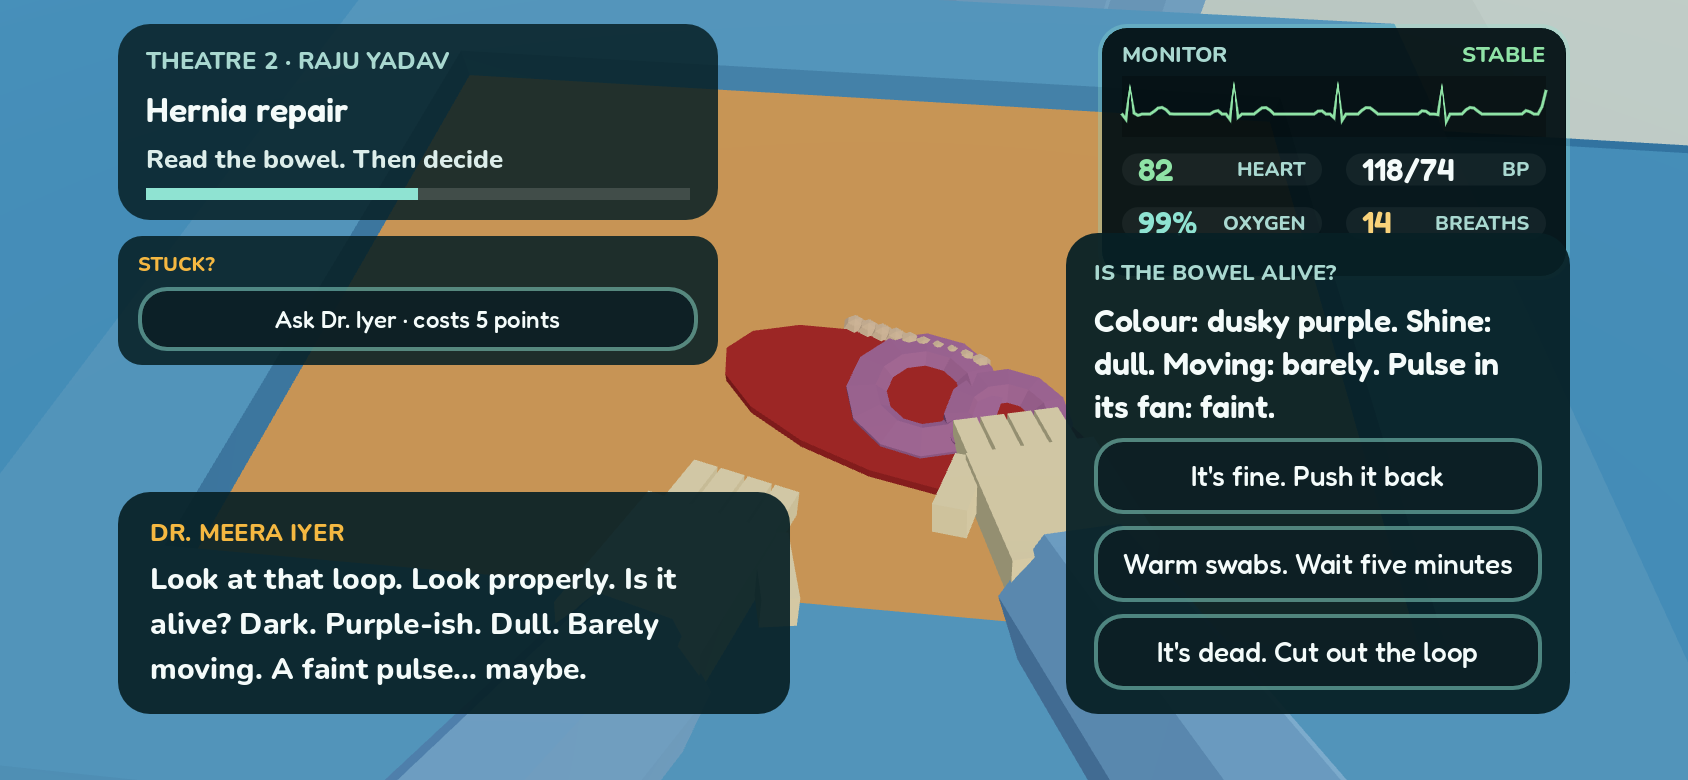 THEATRE 2 · RAJU YADAV
Hernia repair
Read the bowel. Then decide
STUCK?
Ask Dr. Iyer · costs 5 points
DR. MEERA IYER
Look at that loop. Look properly. Is it
alive? Dark. Purple-ish. Dull. Barely
moving. A faint pulse... maybe.
MONITOR STABLE
82 HEART 118/74 BP
99% OXYGEN 14 BREATHS
IS THE BOWEL ALIVE?
Colour: dusky purple. Shine:
dull. Moving: barely. Pulse in
its fan: faint.
It's fine. Push it back
Warm swabs. Wait five minutes
It's dead. Cut out the loop